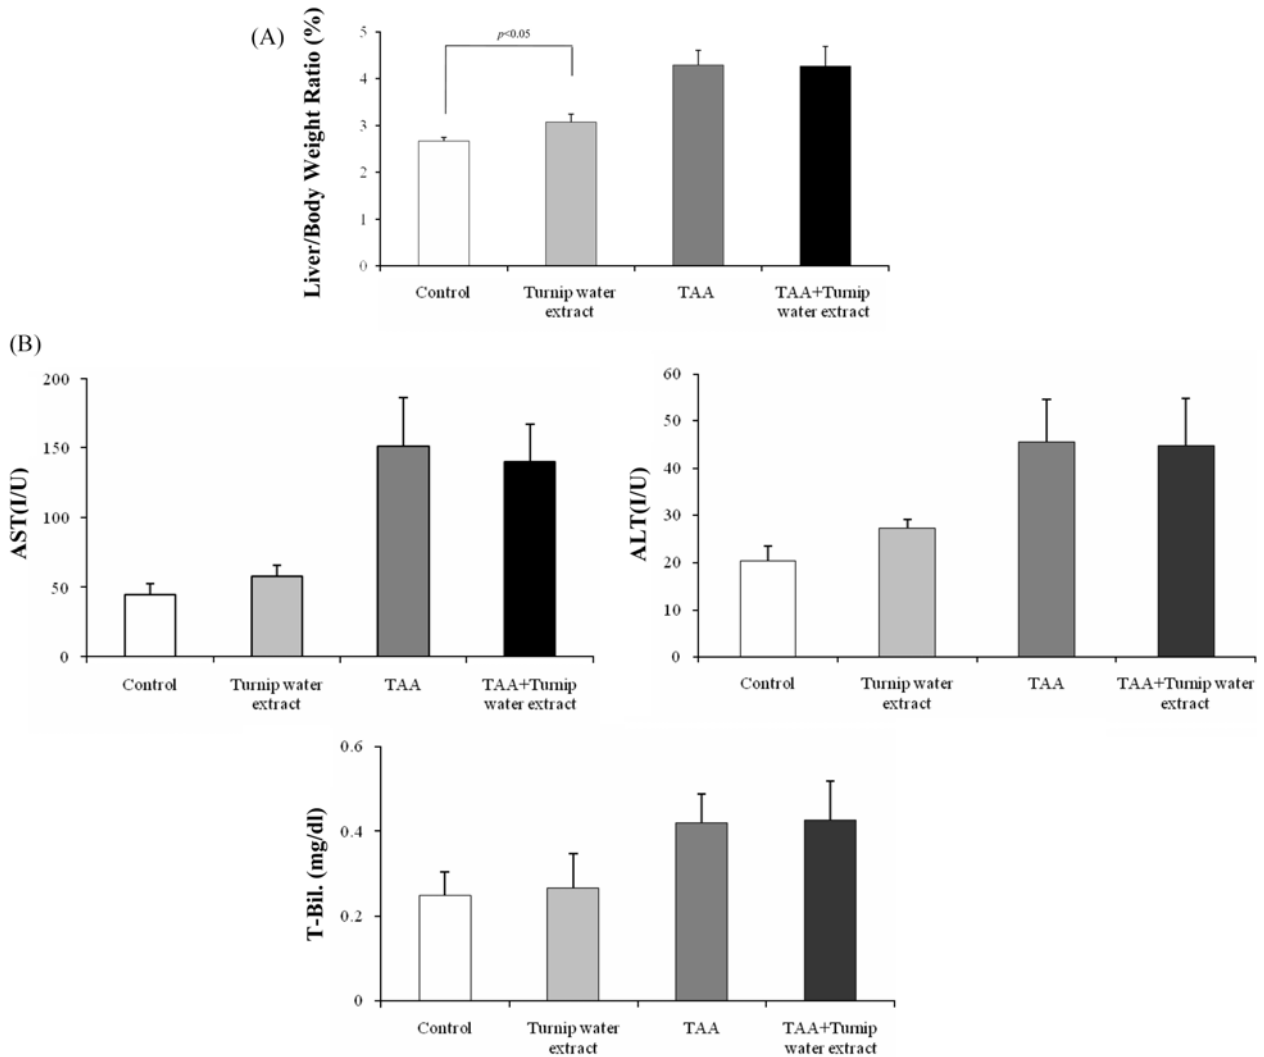 (A)
Liver/Body Weight Ratio (%)
5
4
3
2
1
0
p<0.05
Control
Turnip water
extract
TAA
TAA+Turnip
water extract
(B)
AST(I/U)
200
150
100
50
0
Control
Turnip water
extract
TAA
TAA+Turnip
water extract
ALT(I/U)
60
50
40
30
20
10
0
Control
Turnip water
extract
TAA
TAA+Turnip water
extract
T-Bil. (mg/dl)
0.6
0.4
0.2
0
Control
Turnip water
extract
TAA
TAA+Turnip
water extract